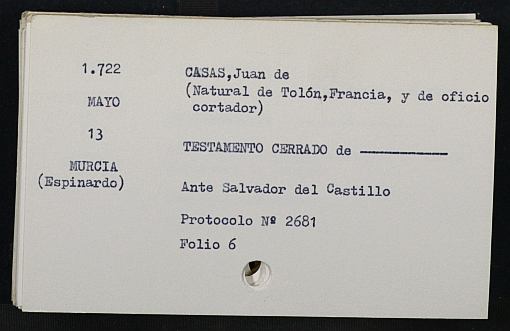 1.722
MAYO
13
MURCIA
(Espinardo)
CASAS,Juan de
(Natural de Tolón,Francia, y de oficio
cortador)
TESTAMENTO CERRADO de ————————
Ante Salvador del Castillo
Protocolo Nº 2681
Folio 6